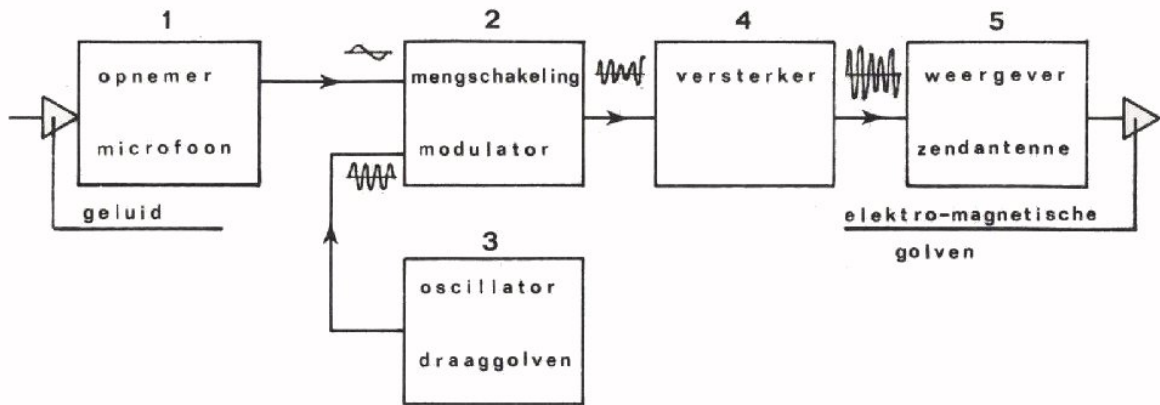 1
opnemer
microfoon
geluid
2
mengschakeling
modulator
3
oscillator
draaggolven
4
versterker
5
weergever
zendantenne
elektro-magnetische
golven